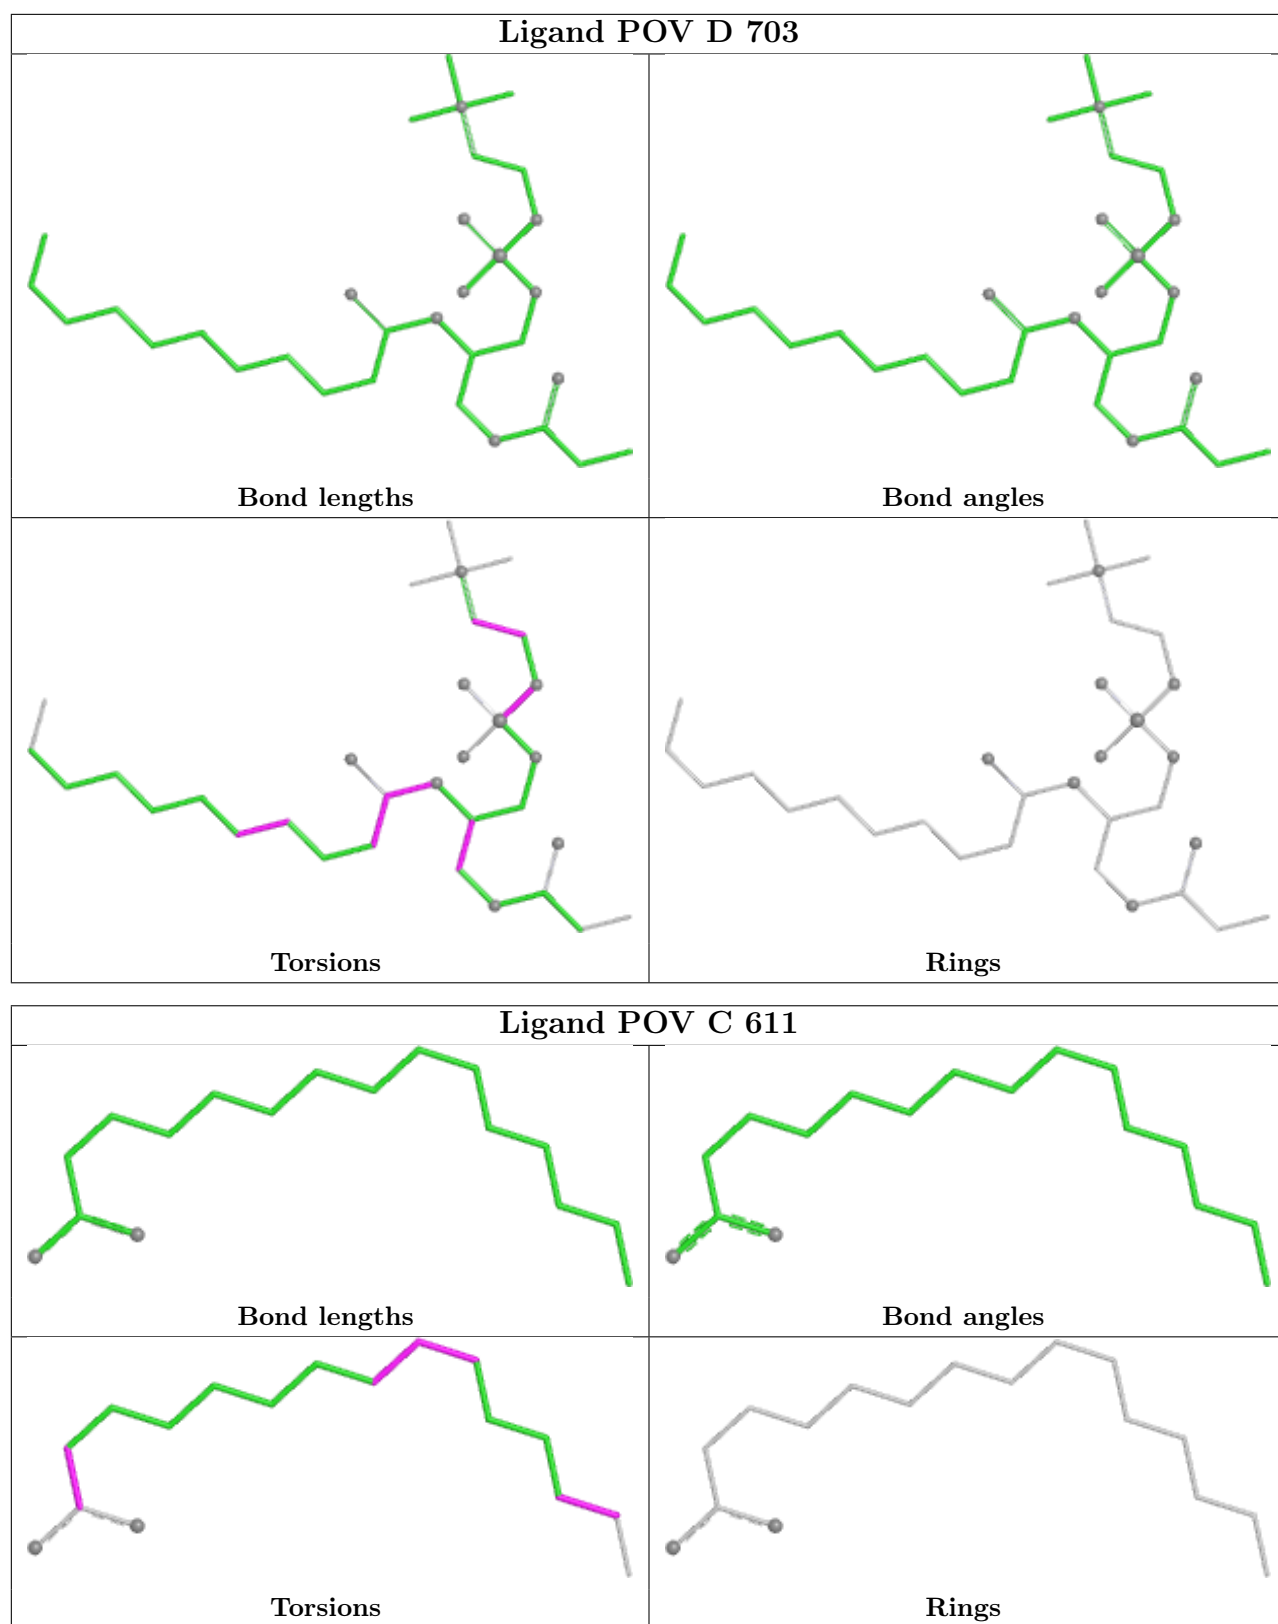 Ligand POV D 703
Bond lengths
Bond angles
Torsions
Rings
Ligand POV C 611
Bond lengths
Bond angles
Torsions
Rings